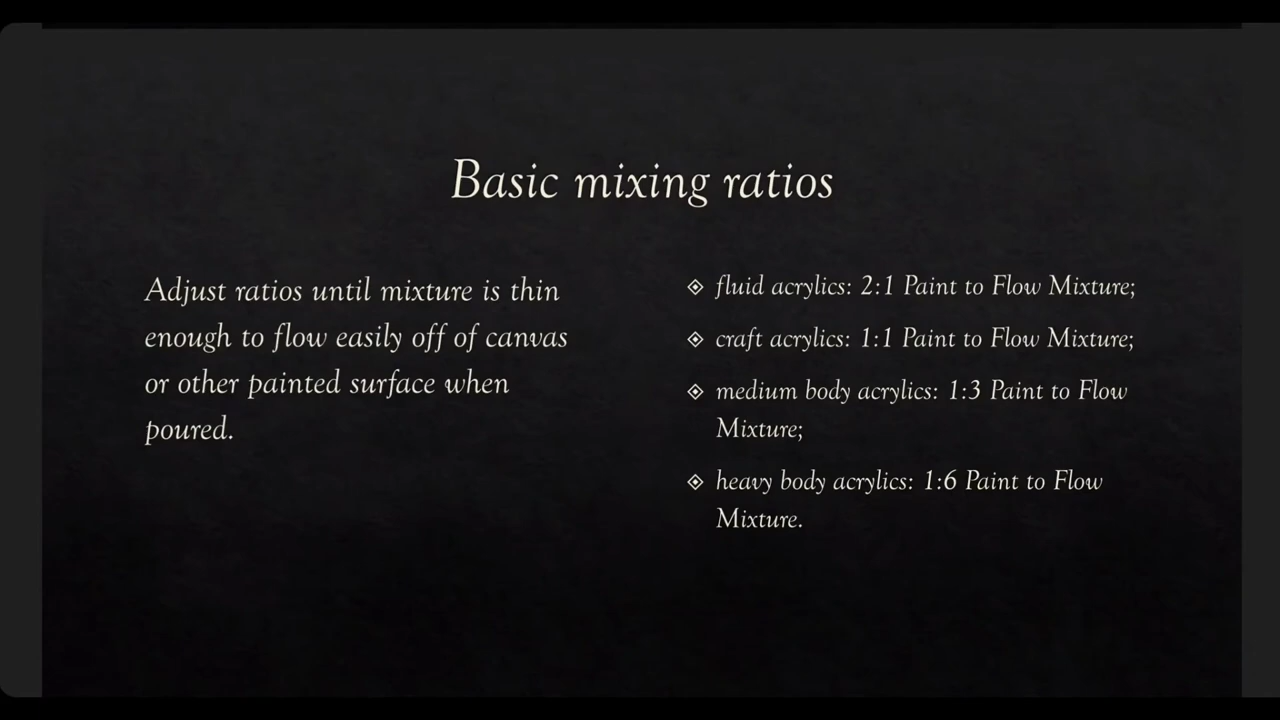 Basic mixing ratios
Adjust ratios until mixture is thin
enough to flow easily off of canvas
or other painted surface when
poured.
fluid acrylics: 2:1 Paint to Flow Mixture;
craft acrylics: 1:1 Paint to Flow Mixture;
medium body acrylics: 1:3 Paint to Flow
Mixture;
heavy body acrylics: 1:6 Paint to Flow
Mixture.